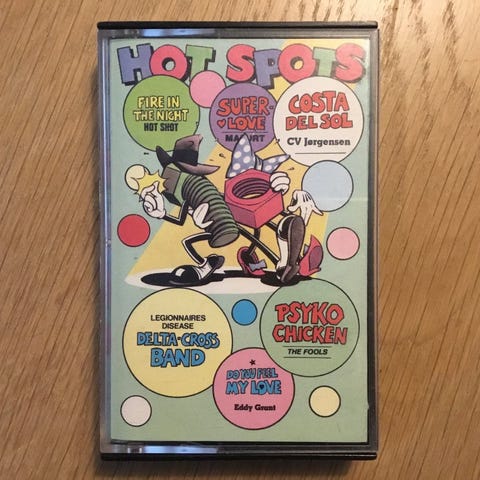 HOT SPOTS
FIRE IN
THE NIGHT
HOT SHOT
SUPER-
LOVE
COSTA
DEL SOL
CV Jørgensen
LEGIONNAIRES
DISEASE
DELTA-CROSS
BAND
PSYKO
CHICKEN
THE FOOLS
DO YOU FEEL
MY LOVE
Eddy Grant